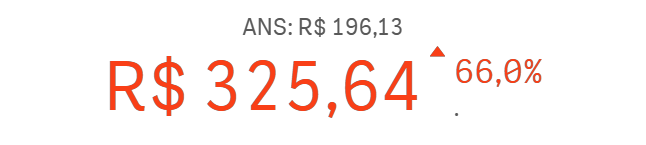 ANS: R$ 196,13
R$ 325,64 ▲ 66,0%
.